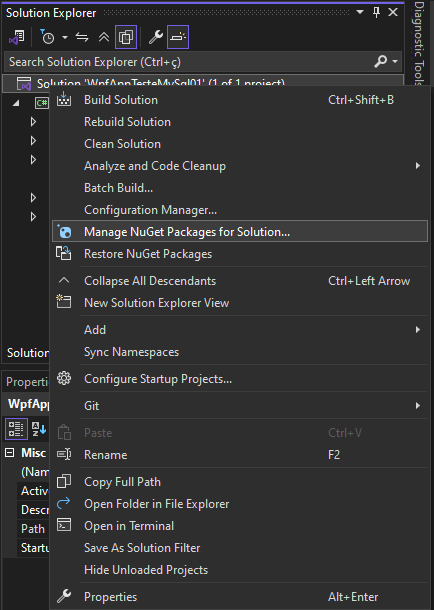 Solution Explorer
Search Solution Explorer (Ctrl+ç)
Solution 'WpfAppTesteMySql01' (1 of 1 project)
C#
Build Solution Ctrl+Shift+B
Rebuild Solution
Clean Solution
Analyze and Code Cleanup
Batch Build...
Configuration Manager...
Manage NuGet Packages for Solution...
Restore NuGet Packages
Collapse All Descendants Ctrl+Left Arrow
New Solution Explorer View
Add
Sync Namespaces
Configure Startup Projects...
Git
Paste Ctrl+V
Rename F2
Copy Full Path
Open Folder in File Explorer
Open in Terminal
Save As Solution Filter
Hide Unloaded Projects
Properties Alt+Enter
Solution
Properti
WpfApp
Misc
(Nam
Active
Descr
Path
Startu
Diagnostic Tools